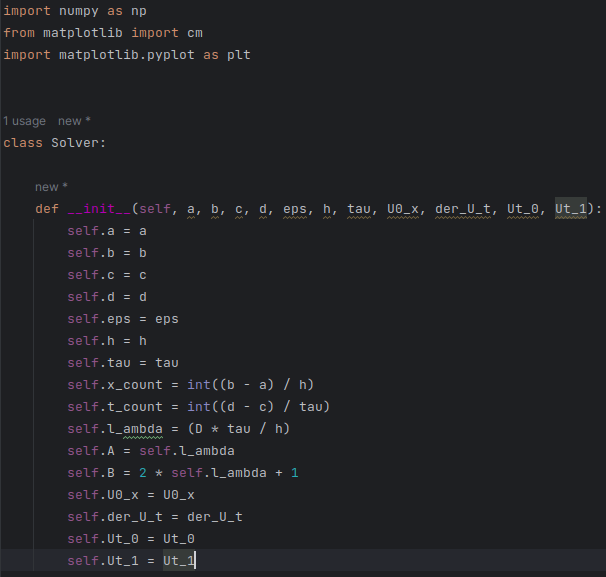 import numpy as np
from matplotlib import cm
import matplotlib.pyplot as plt
1 usage new *
class Solver:
new *
def __init__(self, a, b, c, d, eps, h, tau, U0_x, der_U_t, Ut_0, Ut_1):
self.a = a
self.b = b
self.c = c
self.d = d
self.eps = eps
self.h = h
self.tau = tau
self.x_count = int((b - a) / h)
self.t_count = int((d - c) / tau)
self.l_ambda = (D * tau / h)
self.A = self.l_ambda
self.B = 2 * self.l_ambda + 1
self.U0_x = U0_x
self.der_U_t = der_U_t
self.Ut_0 = Ut_0
self.Ut_1 = Ut_1